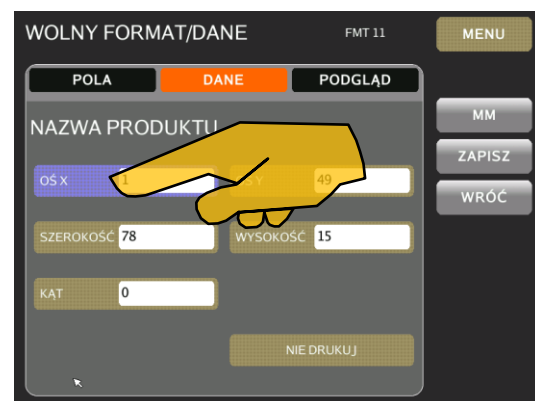 WOLNY FORMAT/DANE FMT 11 MENU
POLA DANE PODGLĄD
MM
NAZWA PRODUKTU
ZAPISZ
OŚ X 1 OŚ Y 49
WRÓĆ
SZEROKOŚĆ 78 WYSOKOŚĆ 15
KĄT 0
NIE DRUKUJ